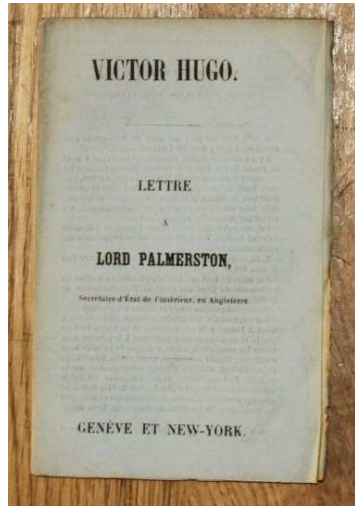 VICTOR HUGO.
LETTRE
A
LORD PALMERSTON,
Secrétaire d'État de l'intérieur, en Angleterre.
GENÈVE ET NEW-YORK.